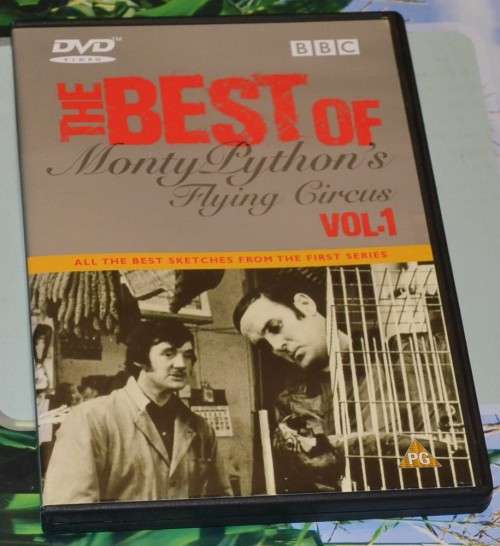 DVD™
VIDEO
BBC
THE BEST OF
Monty Python's
Flying Circus
VOL.1
ALL THE BEST SKETCHES FROM THE FIRST SERIES
PG